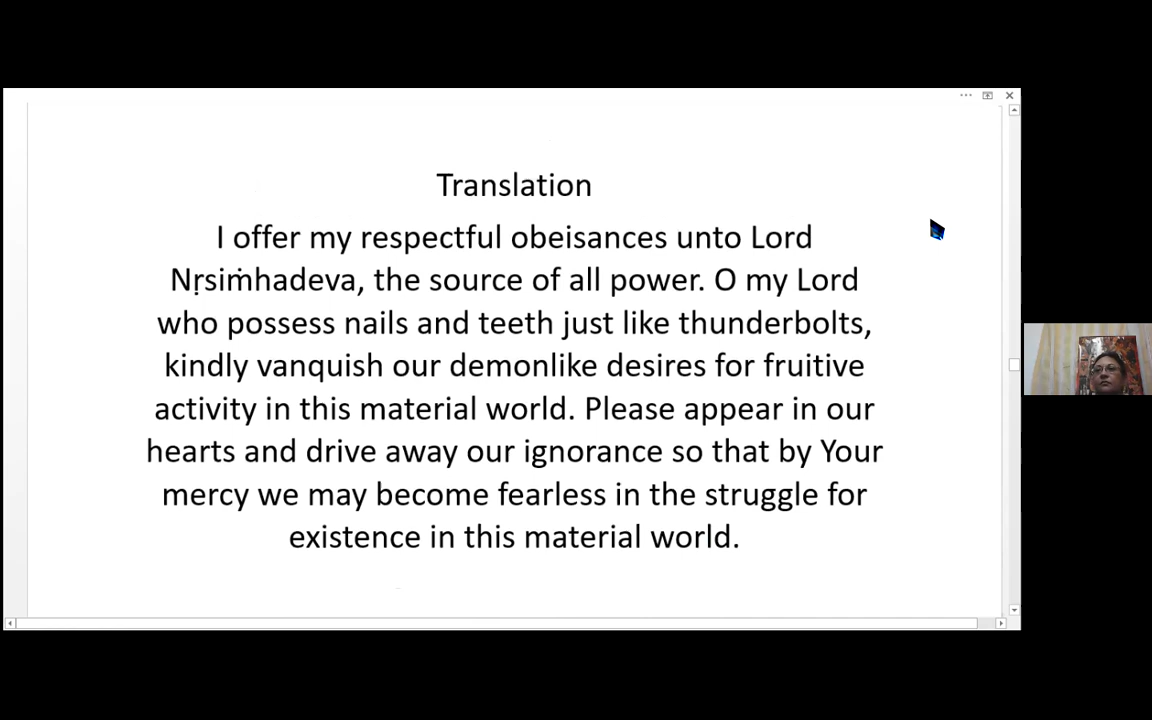 Translation
I offer my respectful obeisances unto Lord
Nṛsiṁhadeva, the source of all power. O my Lord
who possess nails and teeth just like thunderbolts,
kindly vanquish our demonlike desires for fruitive
activity in this material world. Please appear in our
hearts and drive away our ignorance so that by Your
mercy we may become fearless in the struggle for
existence in this material world.